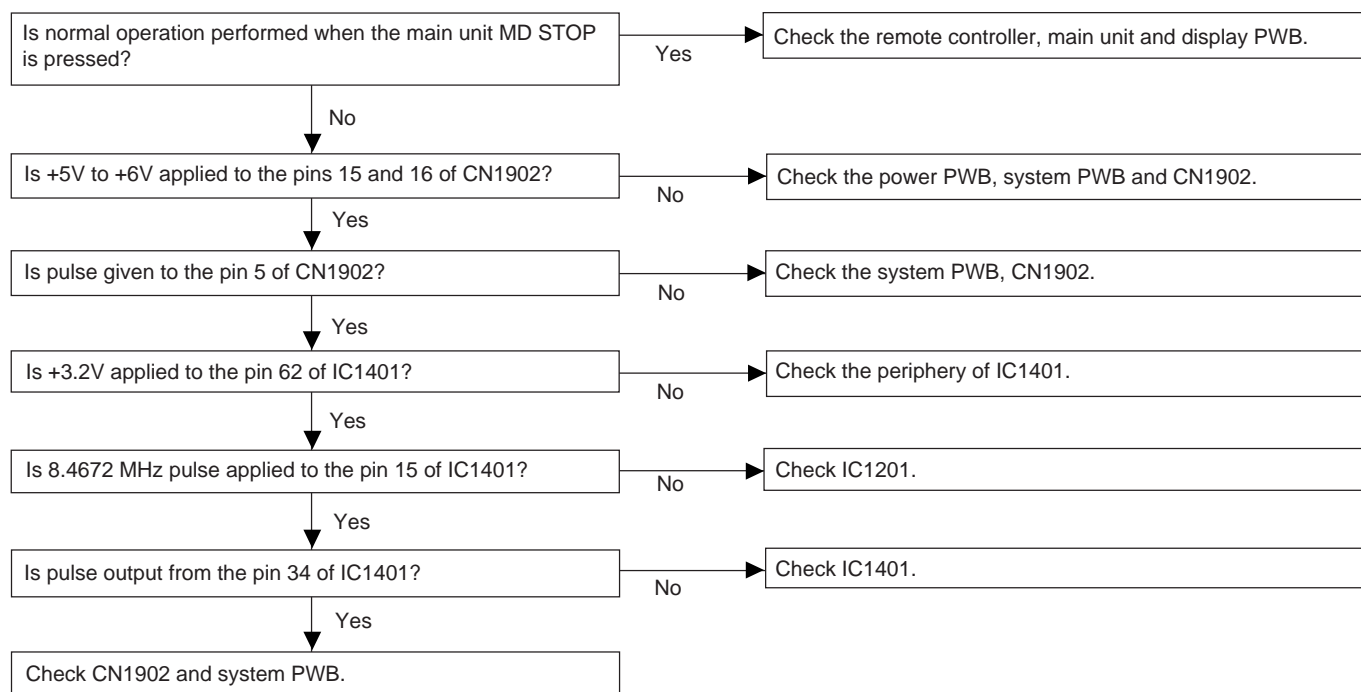 Is normal operation performed when the main unit MD STOP
is pressed?
Yes
Check the remote controller, main unit and display PWB.
No
Is +5V to +6V applied to the pins 15 and 16 of CN1902?
No
Check the power PWB, system PWB and CN1902.
Yes
Is pulse given to the pin 5 of CN1902?
No
Check the system PWB, CN1902.
Yes
Is +3.2V applied to the pin 62 of IC1401?
No
Check the periphery of IC1401.
Yes
Is 8.4672 MHz pulse applied to the pin 15 of IC1401?
No
Check IC1201.
Yes
Is pulse output from the pin 34 of IC1401?
No
Check IC1401.
Yes
Check CN1902 and system PWB.